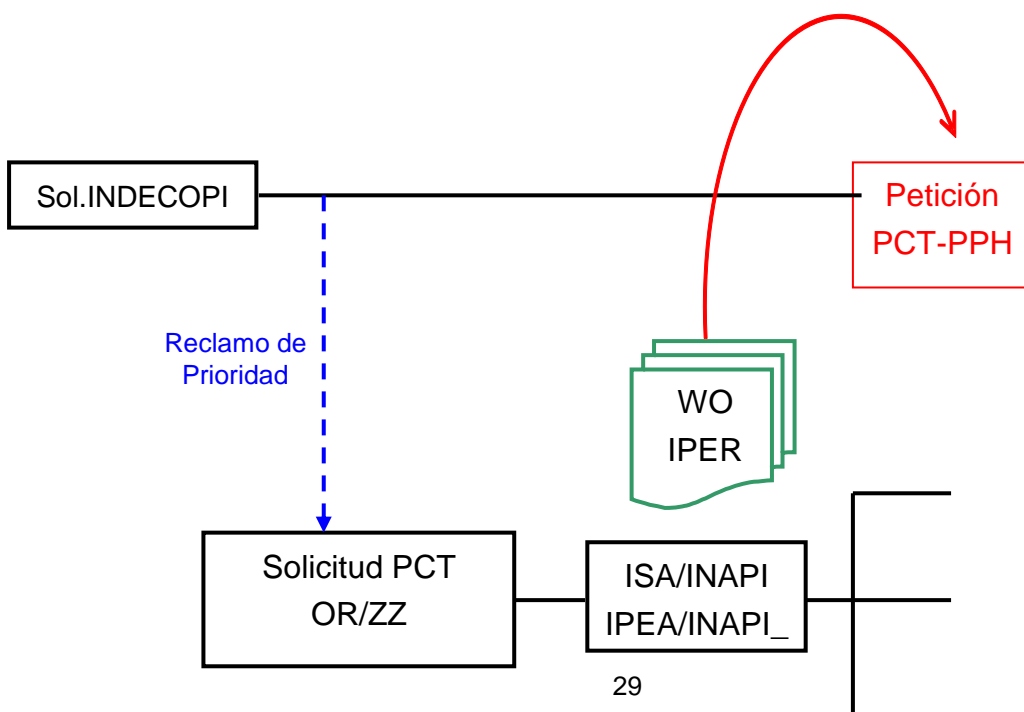 Sol.INDECOPI
Petición
PCT-PPH
Reclamo de
Prioridad
WO
IPER
Solicitud PCT
OR/ZZ
ISA/INAPI
IPEA/INAPI_
29